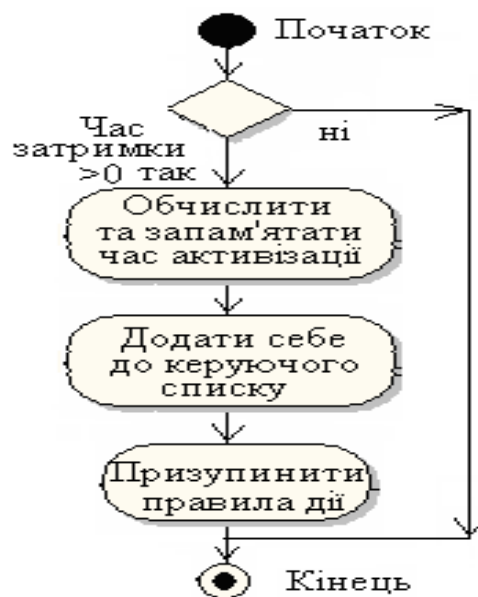 Початок
Час
затримки
>0 так
ні
Обчислити
та запам'ятати
час активізації
Додати себе
до керуючого
списку
Призупинити
правила дії
Кінець